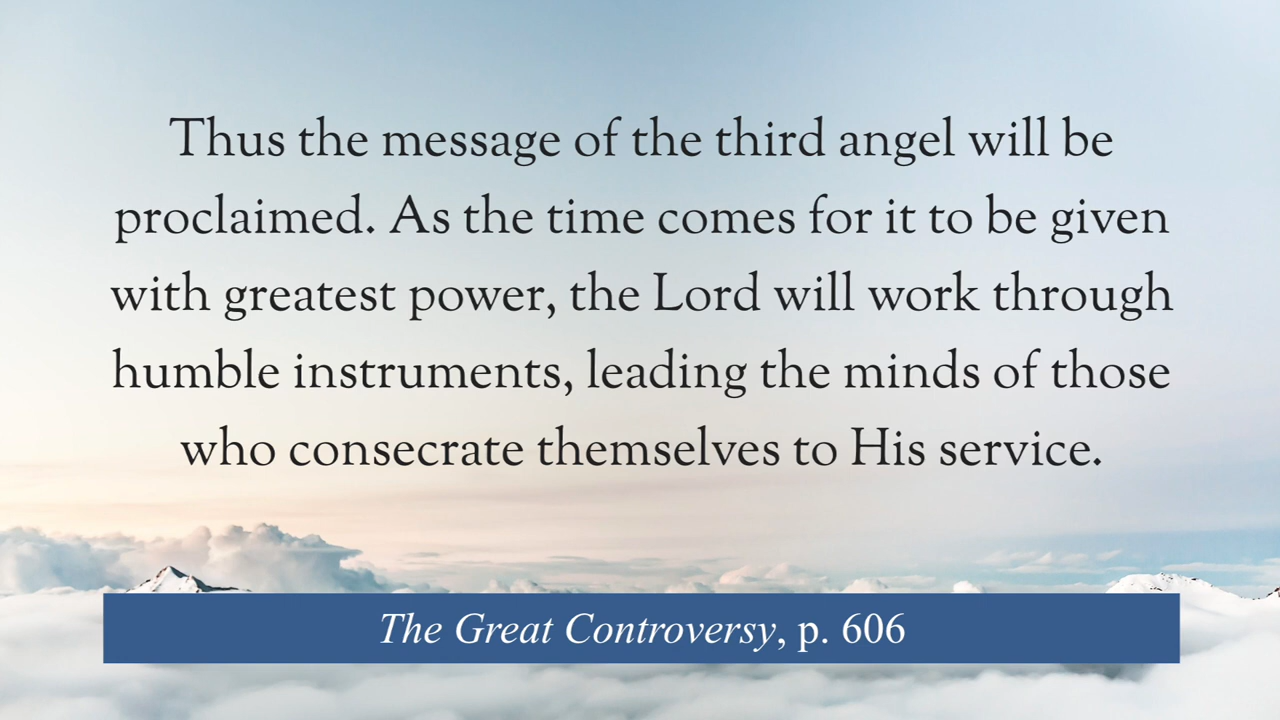 Thus the message of the third angel will be
proclaimed. As the time comes for it to be given
with greatest power, the Lord will work through
humble instruments, leading the minds of those
who consecrate themselves to His service.
The Great Controversy, p. 606